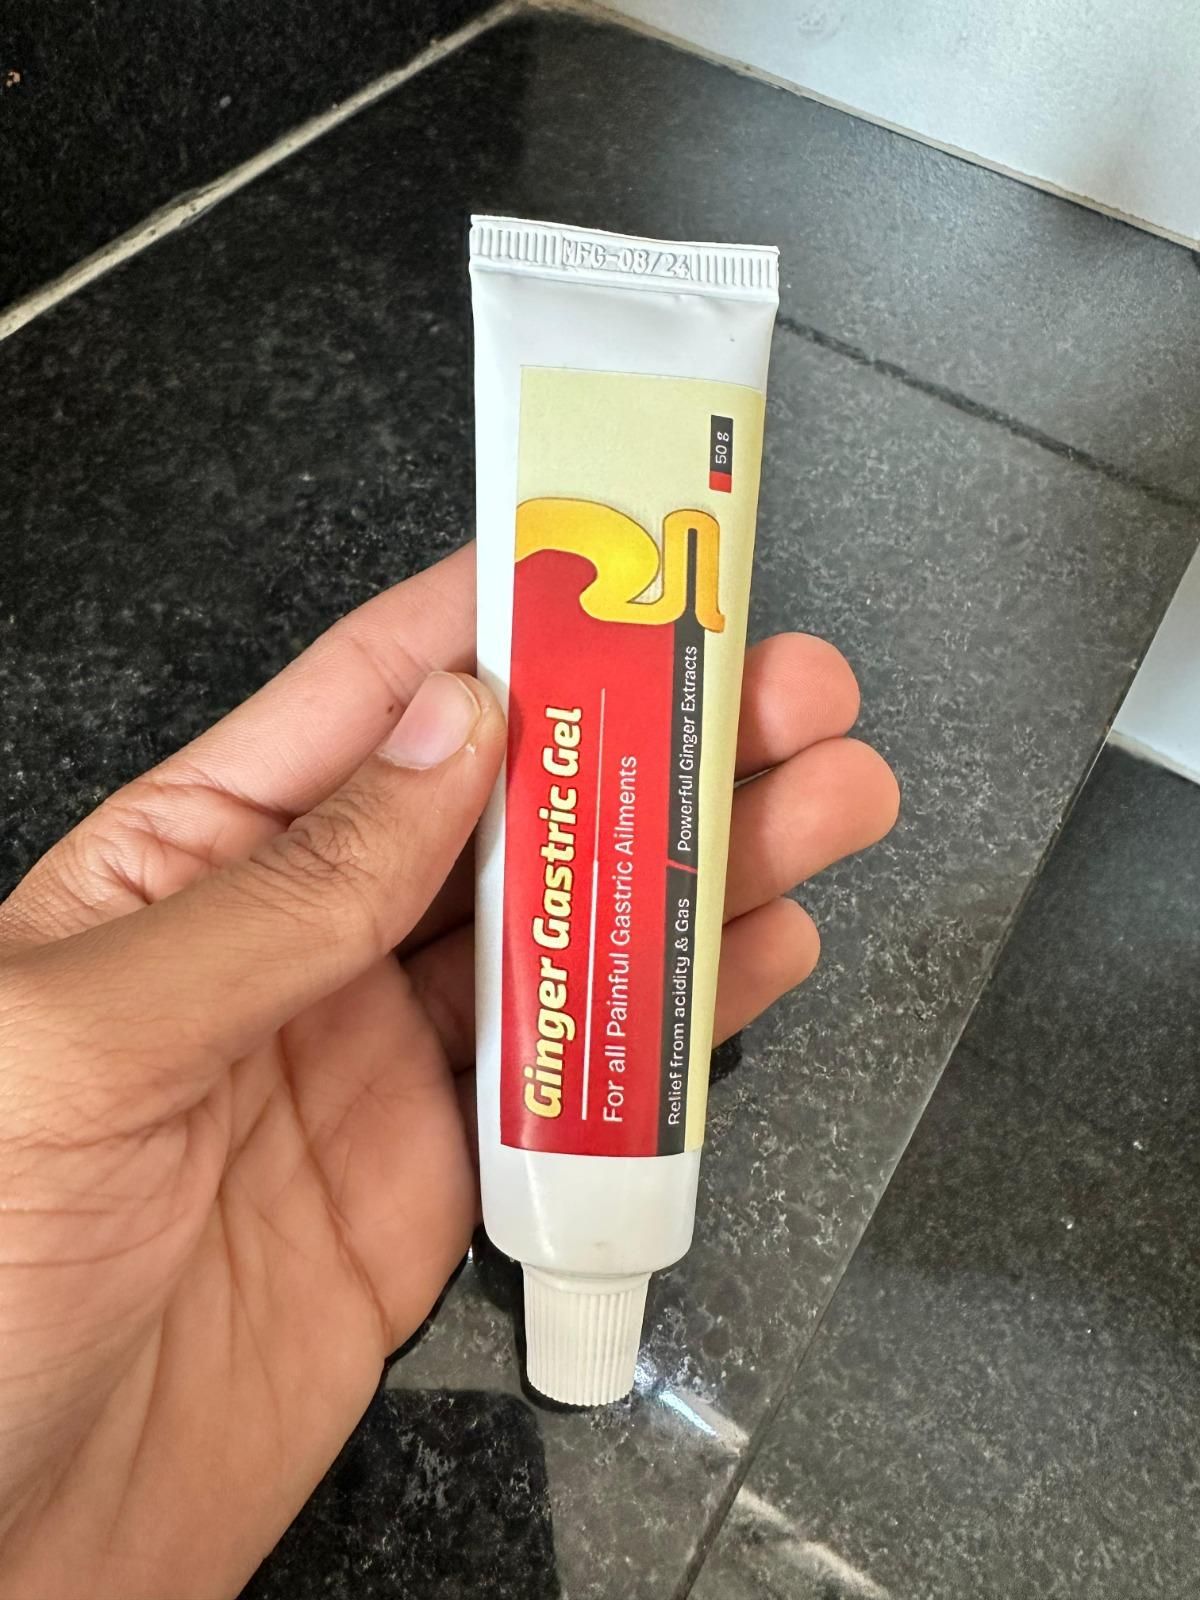 MFG-08/24
50 g
Ginger Gastric Gel
For all Painful Gastric Ailments
Relief from acidity & Gas
Powerful Ginger Extracts